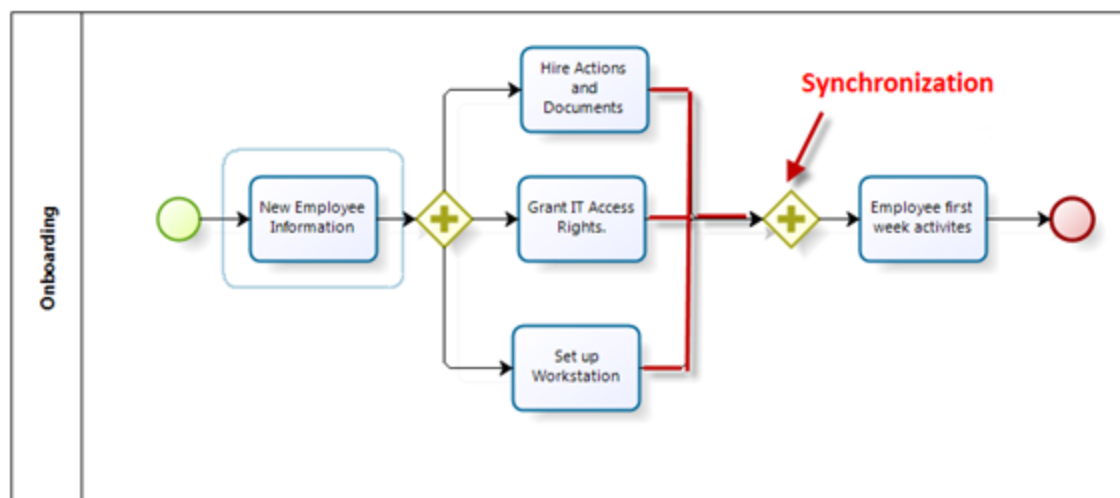 Onboarding
New Employee
Information
Hire Actions
and
Documents
Grant IT Access
Rights.
Set up
Workstation
Synchronization
Employee first
week activites